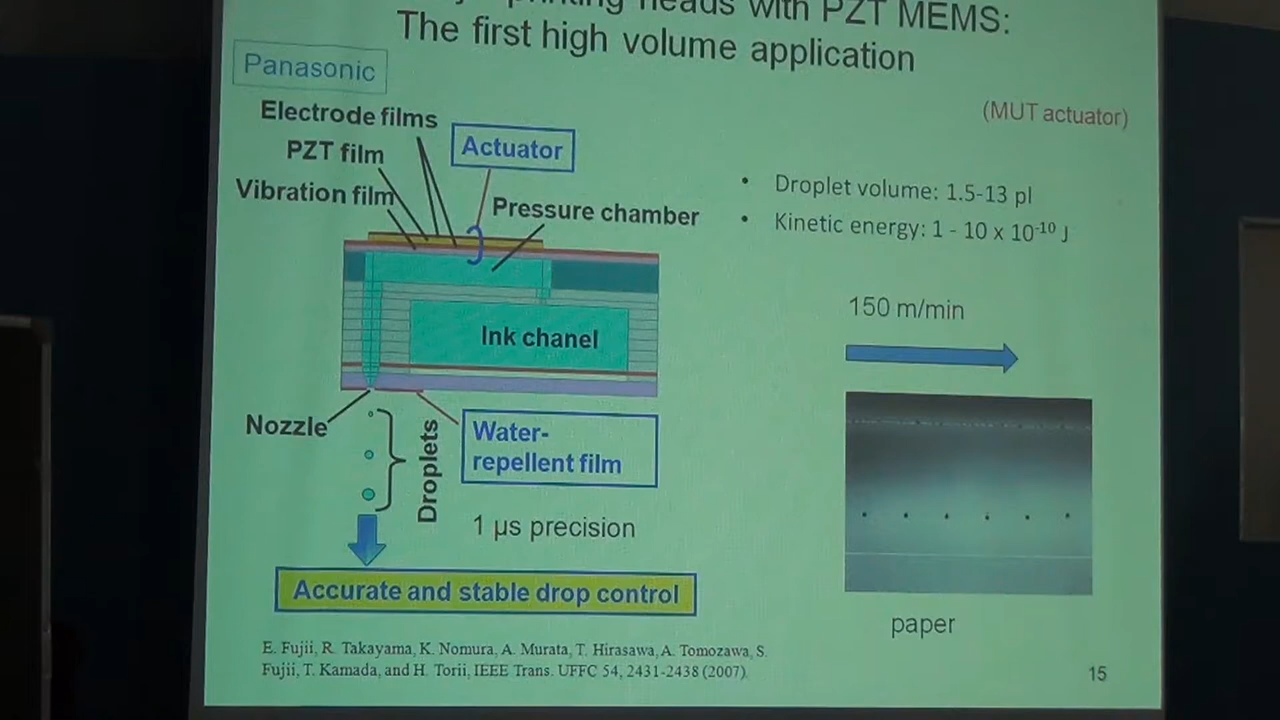 printing heads with PZT MEMS:
The first high volume application
Panasonic
(MUT actuator)
Electrode films
Actuator
PZT film
Vibration film
Pressure chamber
• Droplet volume: 1.5-13 pl
• Kinetic energy: 1 - 10 x 10⁻¹⁰ J
150 m/min
Ink chanel
Nozzle
Droplets
Water-
repellent film
1 µs precision
Accurate and stable drop control
paper
E. Fujii, R. Takayama, K. Nomura, A. Murata, T. Hirasawa, A. Tomozawa, S.
Fujii, T. Kamada, and H. Torii, IEEE Trans. UFFC 54, 2431-2438 (2007).
15